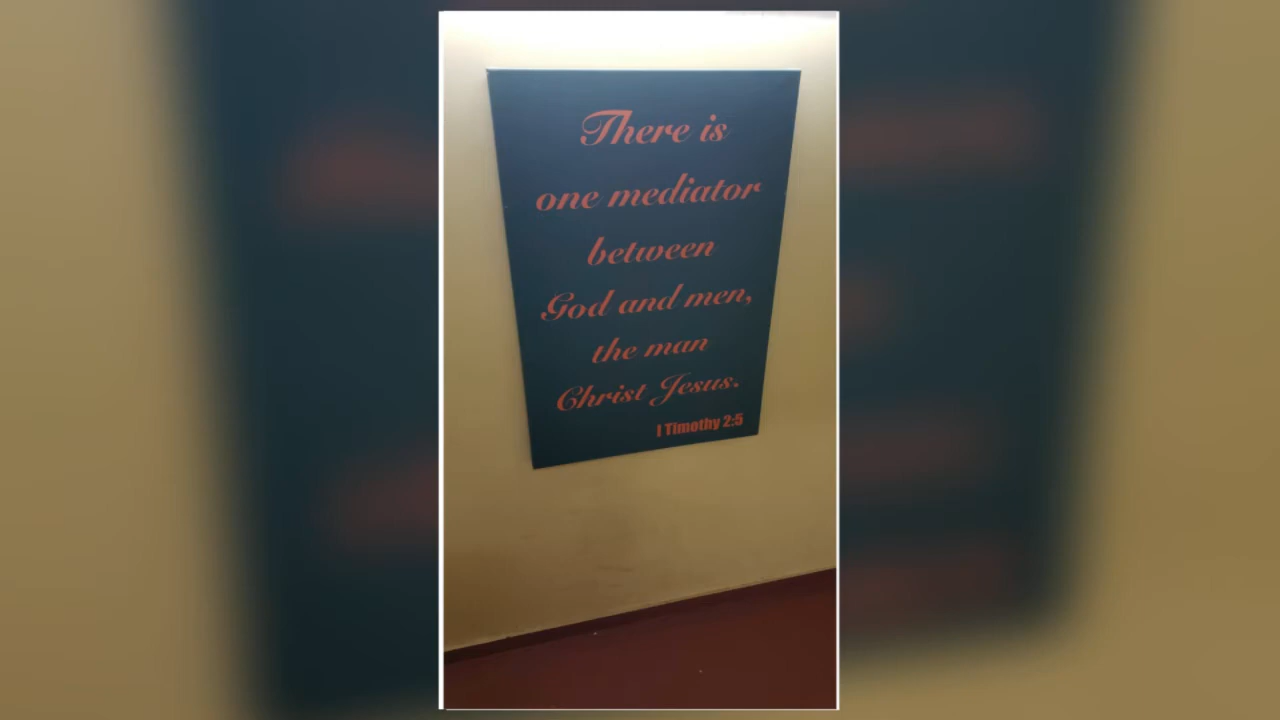 There is
one mediator
between
God and men,
the man
Christ Jesus.
I Timothy 2:5